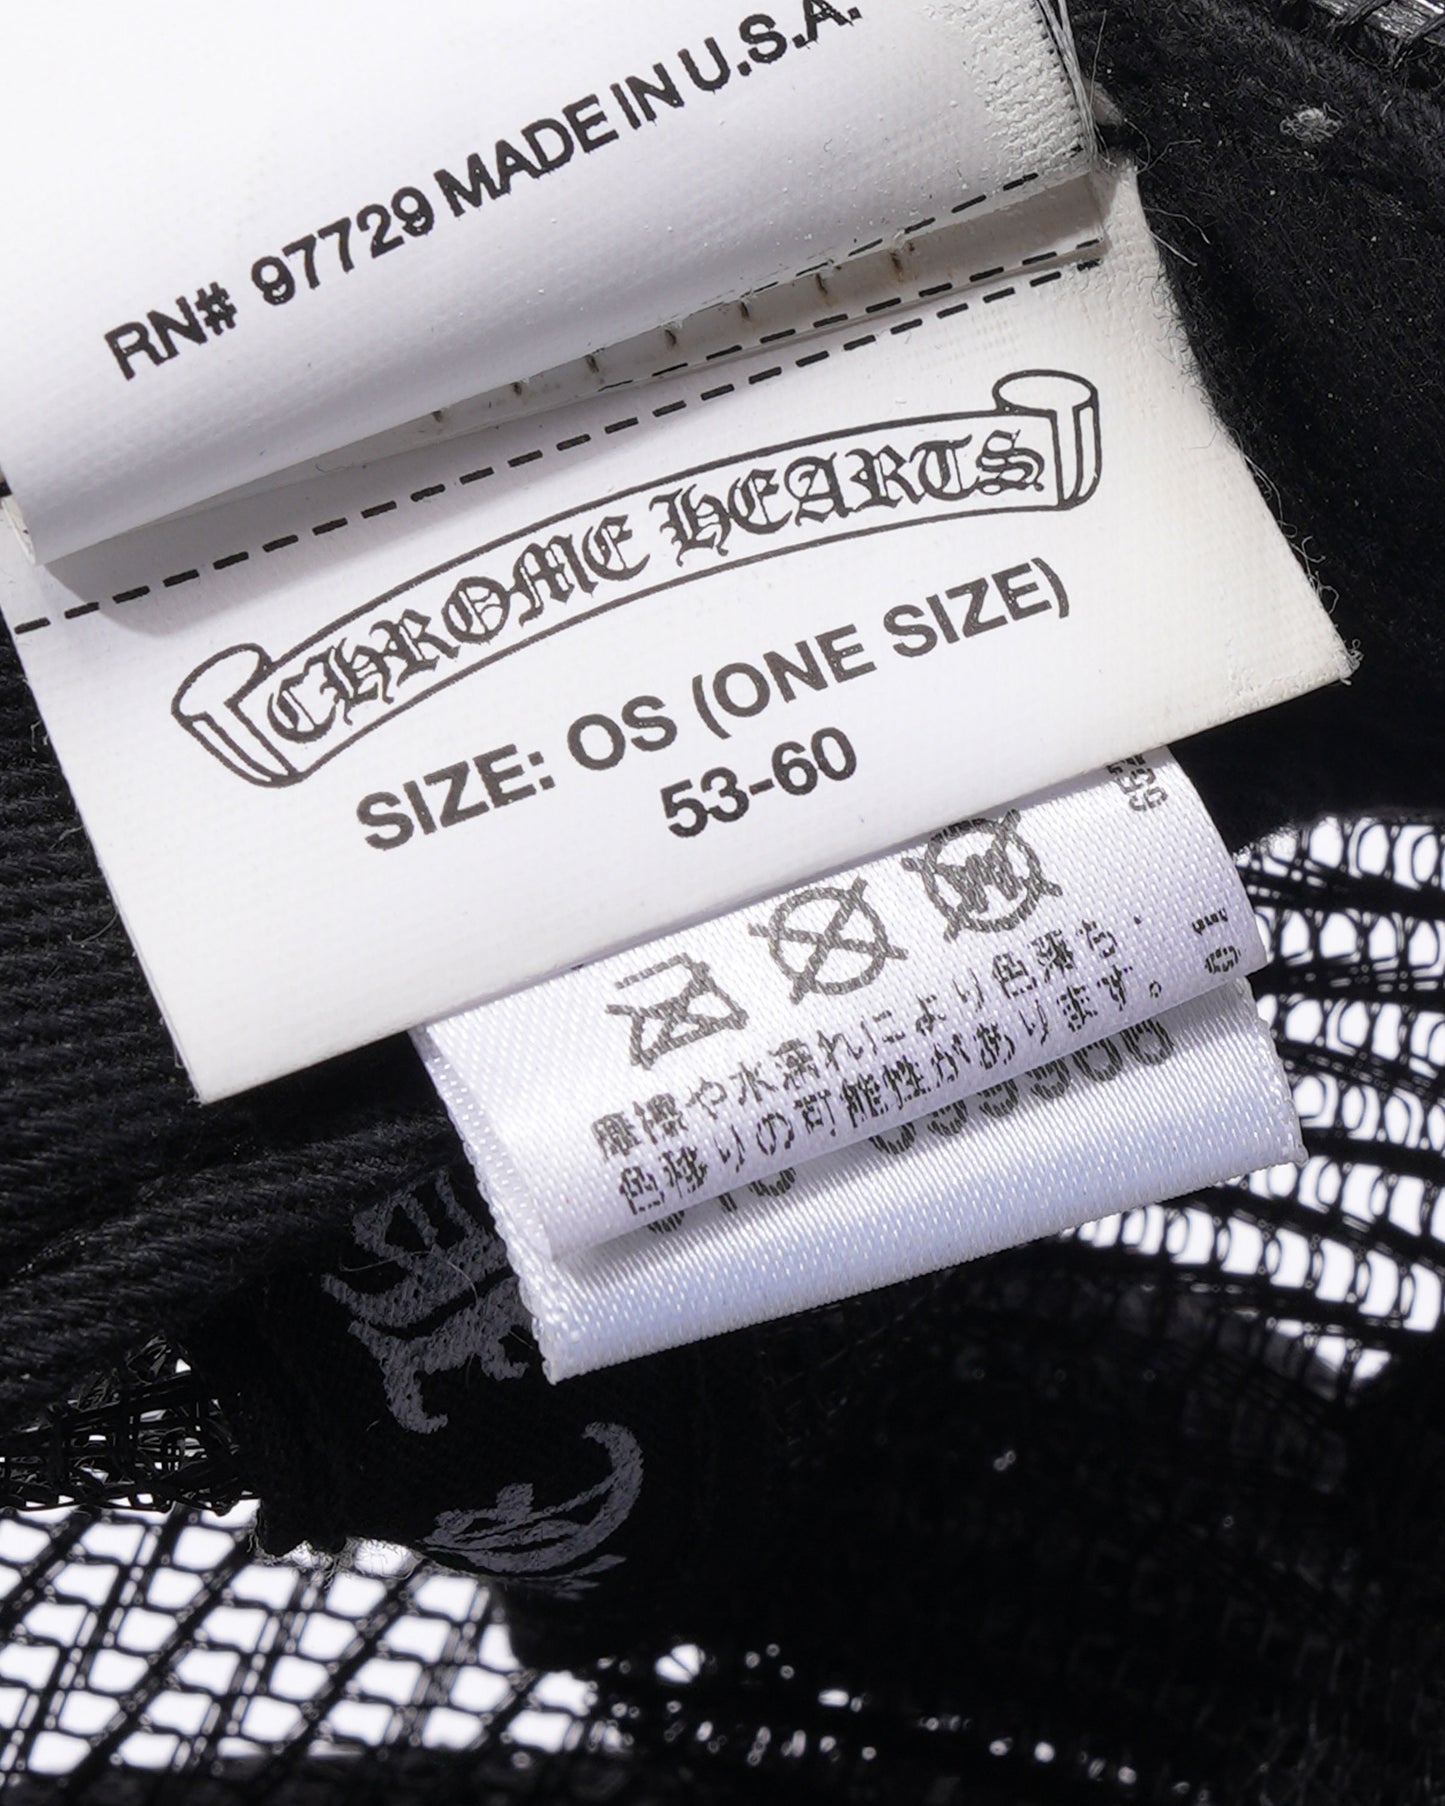 RN# 97729 MADE IN U.S.A.
CHROME HEARTS
SIZE: OS (ONE SIZE)
53-60
摩擦や水濡れにより色落ち・
色移りの可能性があります。